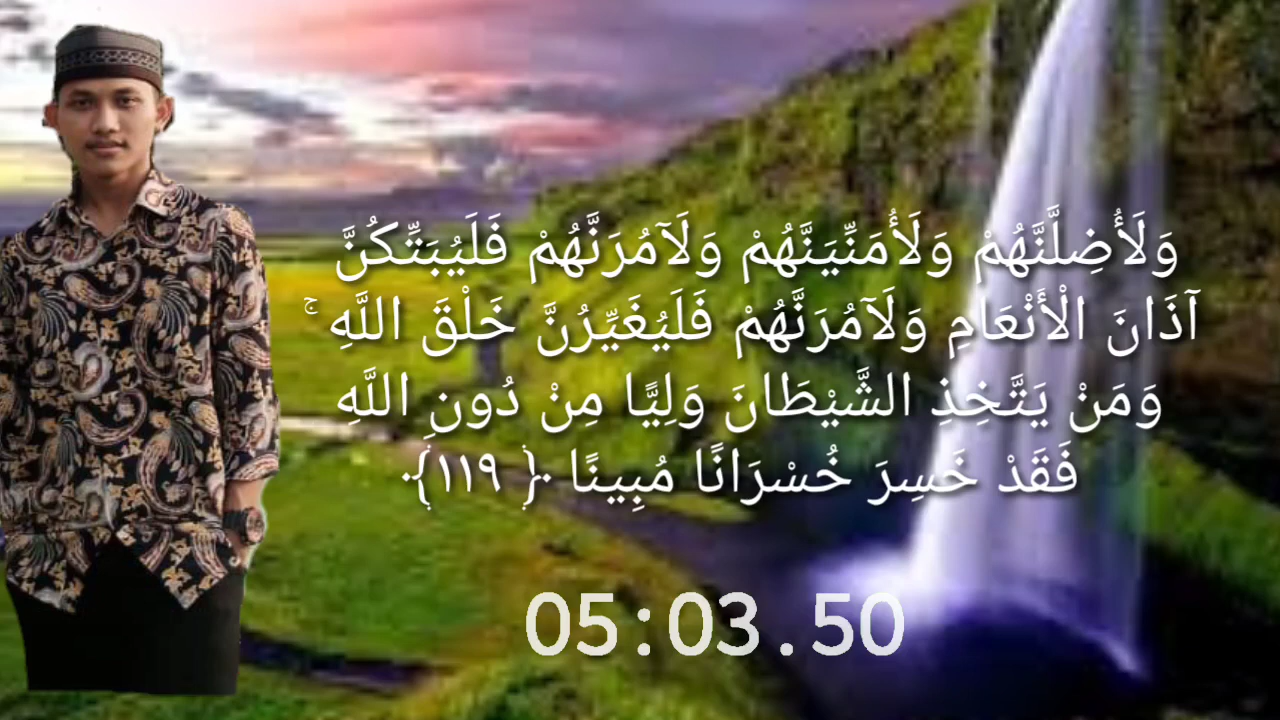 وَلَأُضِلَّنَّهُمْ وَلَأُمَنِّيَنَّهُمْ وَلَآمُرَنَّهُمْ فَلَيُبَتِّكُنَّ
آذَانَ الْأَنْعَامِ وَلَآمُرَنَّهُمْ فَلَيُغَيِّرُنَّ خَلْقَ اللَّهِ ۚ
وَمَنْ يَتَّخِذِ الشَّيْطَانَ وَلِيًّا مِنْ دُونِ اللَّهِ
فَقَدْ خَسِرَ خُسْرَانًا مُبِينًا ﴿١١٩﴾
05:03.50